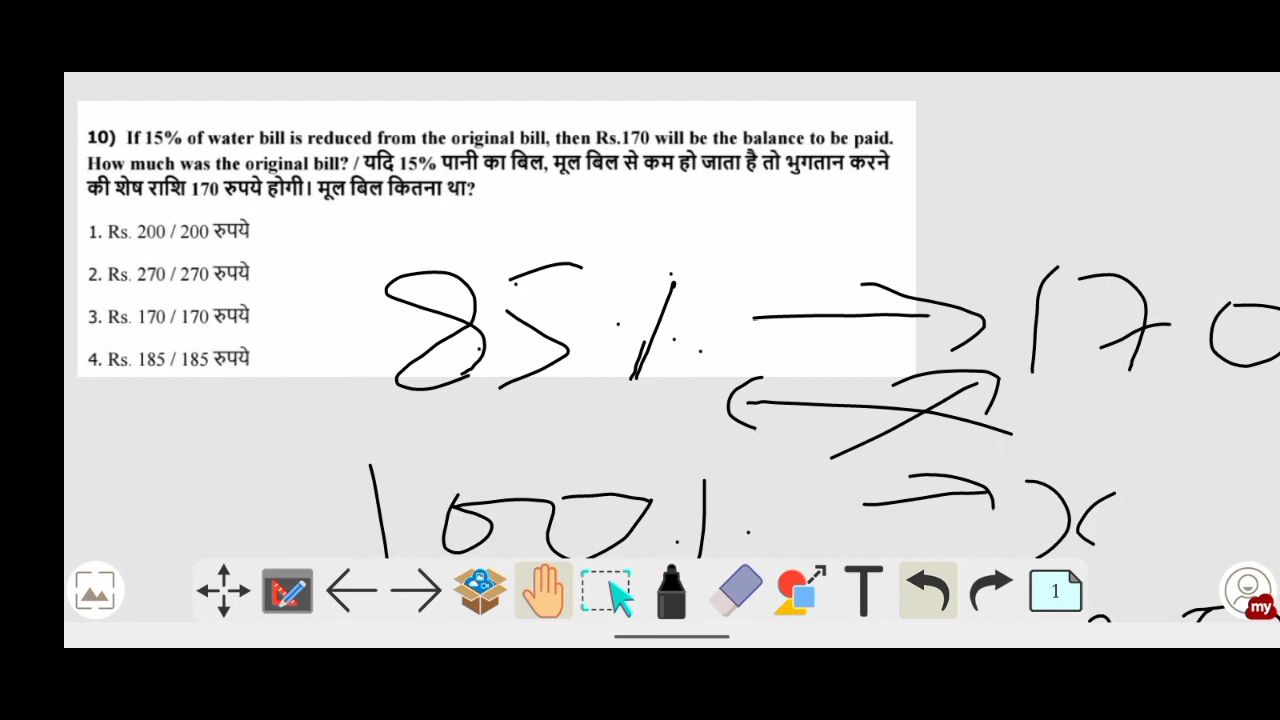 10) If 15% of water bill is reduced from the original bill, then Rs.170 will be the balance to be paid.
How much was the original bill? / यदि 15% पानी का बिल, मूल बिल से कम हो जाता है तो भुगतान करने
की शेष राशि 170 रुपये होगी। मूल बिल कितना था?
1. Rs. 200 / 200 रुपये
2. Rs. 270 / 270 रुपये
3. Rs. 170 / 170 रुपये
4. Rs. 185 / 185 रुपये
85% → 170
100% → x
T
1
my